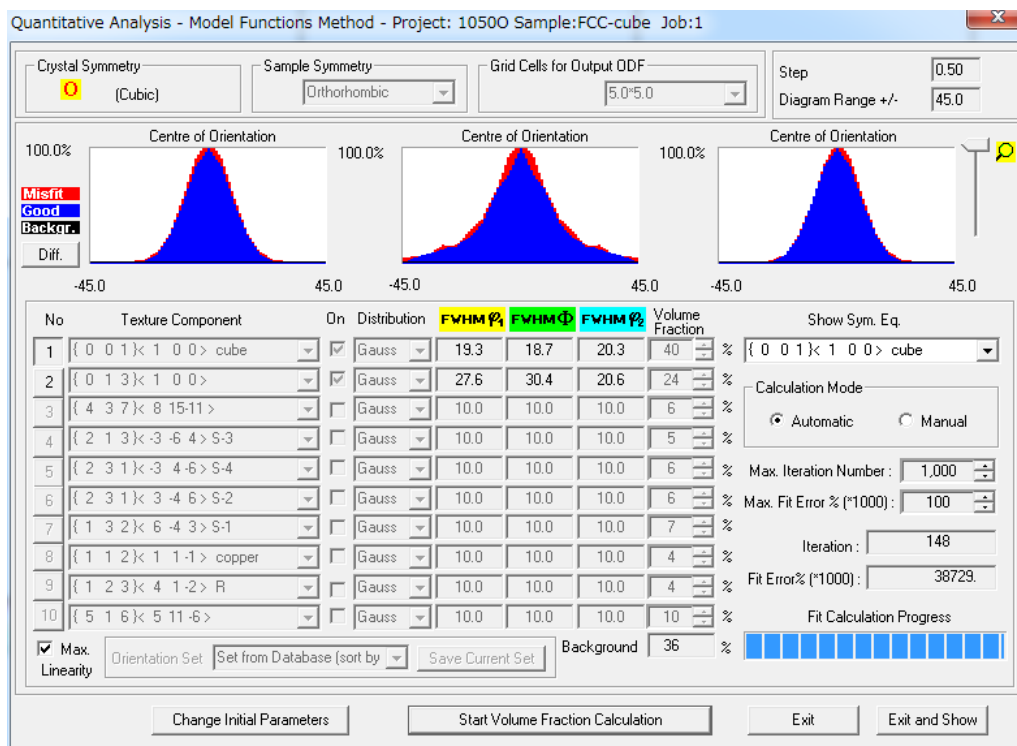 Quantitative Analysis - Model Functions Method - Project: 1050O Sample:FCC-cube Job:1
Crystal Symmetry
O (Cubic)
Sample Symmetry
Orthorhombic
Grid Cells for Output ODF
5.0*5.0
Step 0.50
Diagram Range +/- 45.0
Centre of Orientation Centre of Orientation Centre of Orientation
100.0% 100.0% 100.0%
Misfit
Good
Backgr.
Diff.
-45.0 45.0 -45.0 45.0 -45.0 45.0
No Texture Component On Distribution FWHM φ1 FWHM Φ FWHM φ2 Volume Fraction
1 { 0 0 1}< 1 0 0> cube Gauss 19.3 18.7 20.3 40 %
2 { 0 1 3}< 1 0 0> Gauss 27.6 30.4 20.6 24 %
3 { 4 3 7}< 8 15-11 > Gauss 10.0 10.0 10.0 6 %
4 { 2 1 3}< -3 -6 4> S-3 Gauss 10.0 10.0 10.0 5 %
5 { 2 3 1}< -3 4 -6> S-4 Gauss 10.0 10.0 10.0 6 %
6 { 2 3 1}< 3 -4 6> S-2 Gauss 10.0 10.0 10.0 6 %
7 { 1 3 2}< 6 -4 3> S-1 Gauss 10.0 10.0 10.0 7 %
8 { 1 1 2}< 1 1 -1> copper Gauss 10.0 10.0 10.0 4 %
9 { 1 2 3}< 4 1 -2> R Gauss 10.0 10.0 10.0 4 %
10 { 5 1 6}< 5 11 -6> Gauss 10.0 10.0 10.0 10 %
Max. Linearity
Orientation Set Set from Database (sort by Save Current Set
Background 36 %
Show Sym. Eq.
{ 0 0 1}< 1 0 0> cube
Calculation Mode
Automatic Manual
Max. Iteration Number : 1,000
Max. Fit Error % (*1000) : 100
Iteration : 148
Fit Error% (*1000) : 38729.
Fit Calculation Progress
Change Initial Parameters Start Volume Fraction Calculation Exit Exit and Show